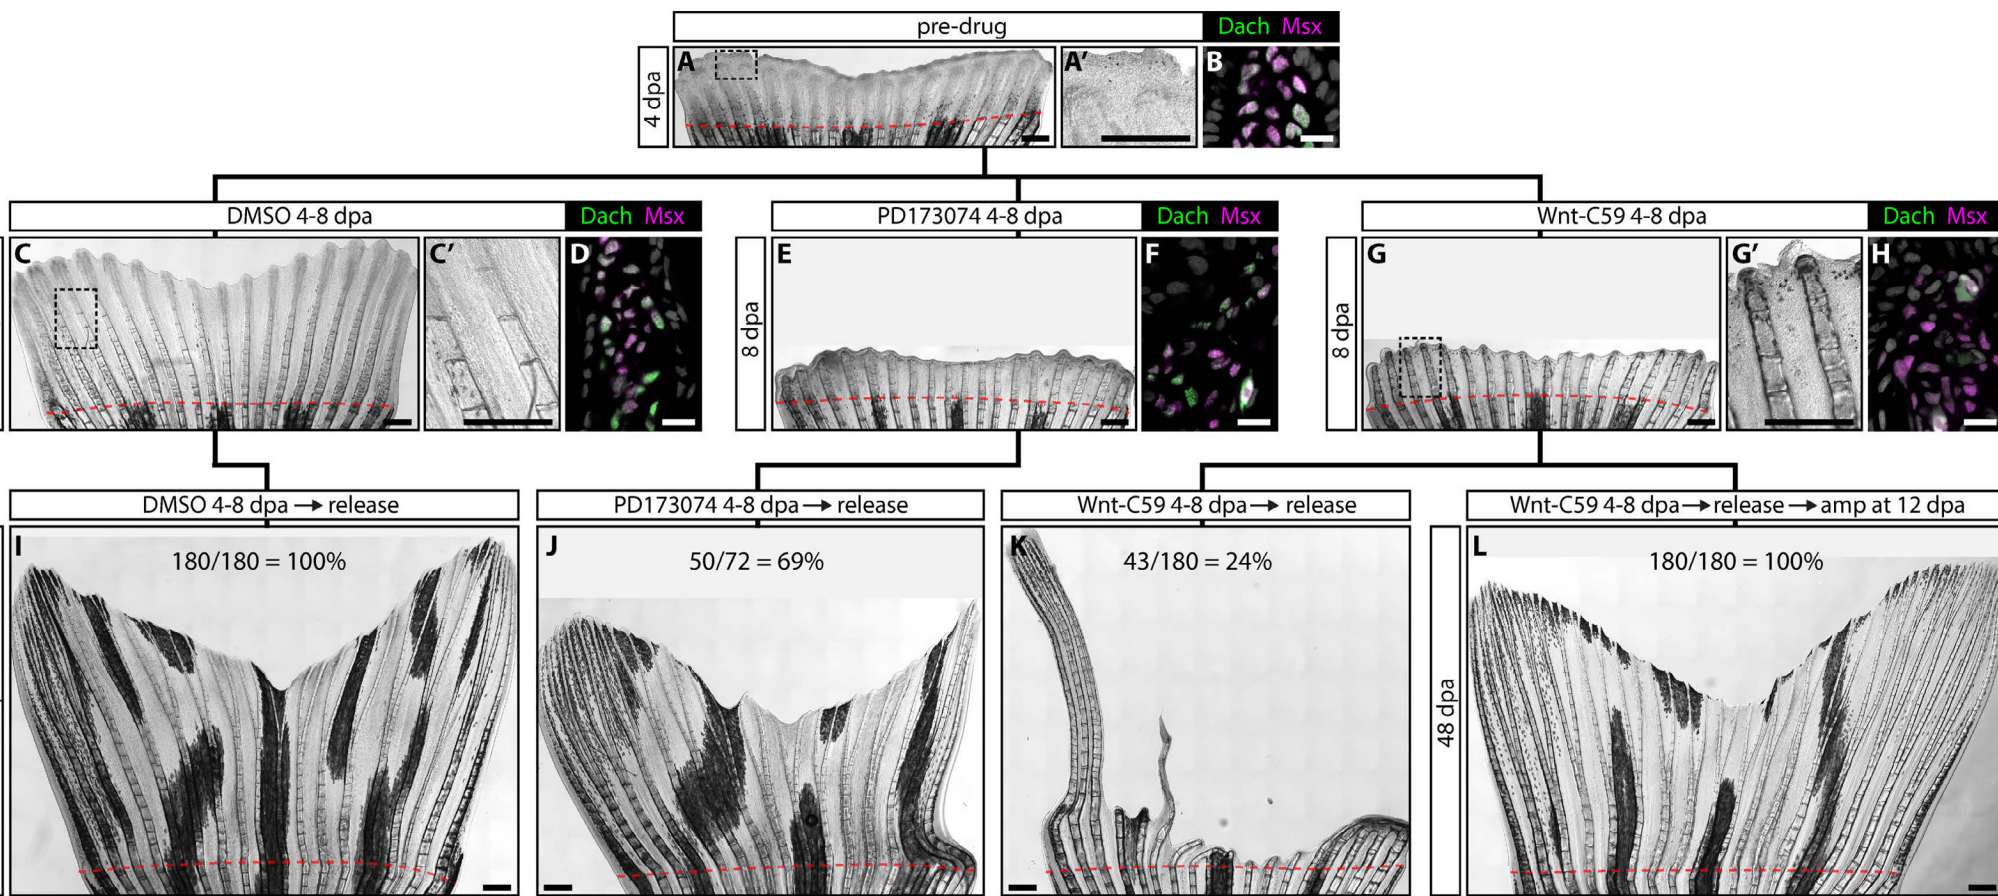 pre-drug
Dach Msx
4 dpa
A
A′
B
DMSO 4-8 dpa
Dach Msx
PD173074 4-8 dpa
Dach Msx
Wnt-C59 4-8 dpa
Dach Msx
C
C′
D
8 dpa
E
F
8 dpa
G
G′
H
DMSO 4-8 dpa → release
PD173074 4-8 dpa → release
Wnt-C59 4-8 dpa → release
Wnt-C59 4-8 dpa → release → amp at 12 dpa
I
180/180 = 100%
J
50/72 = 69%
K
43/180 = 24%
48 dpa
L
180/180 = 100%